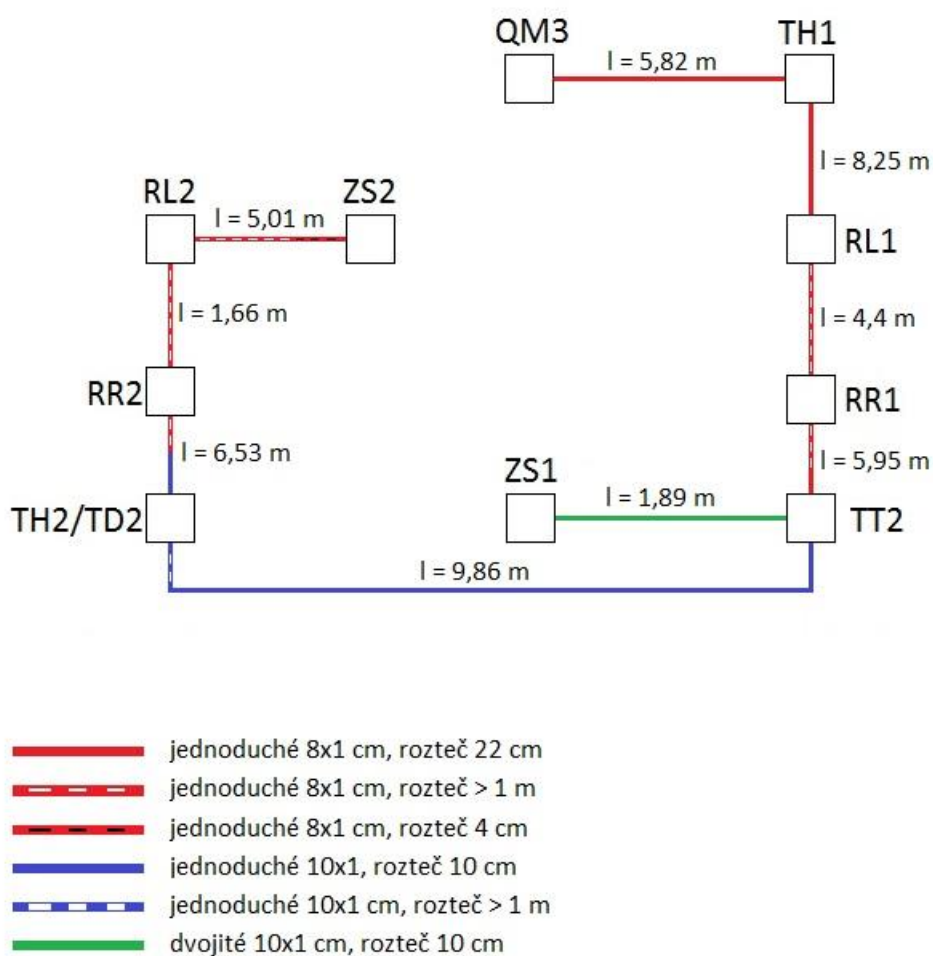 QM3
TH1
l = 5,82 m
l = 8,25 m
RL2
ZS2
l = 5,01 m
RL1
l = 1,66 m
l = 4,4 m
RR2
RR1
l = 6,53 m
l = 5,95 m
ZS1
l = 1,89 m
TH2/TD2
TT2
l = 9,86 m
jednoduché 8x1 cm, rozteč 22 cm
jednoduché 8x1 cm, rozteč > 1 m
jednoduché 8x1 cm, rozteč 4 cm
jednoduché 10x1, rozteč 10 cm
jednoduché 10x1 cm, rozteč > 1 m
dvojité 10x1 cm, rozteč 10 cm